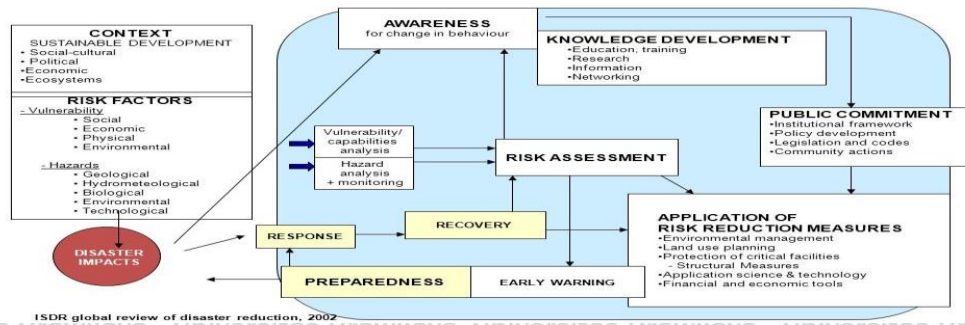 CONTEXT
SUSTAINABLE DEVELOPMENT
• Social-cultural
• Political
•Economic
•Ecosystems
RISK FACTORS
- Vulnerability
• Social
• Economic
• Physical
• Environmental
- Hazards
• Geological
• Hydrometeological
• Biological
• Environmental
• Technological
DISASTER
IMPACTS
AWARENESS
for change in behaviour
KNOWLEDGE DEVELOPMENT
•Education, training
•Research
•Information
•Networking
PUBLIC COMMITMENT
•Institutional framework
•Policy development
•Legislation and codes
•Community actions
Vulnerability/
capabilities
analysis
Hazard
analysis
+ monitoring
RISK ASSESSMENT
RESPONSE
RECOVERY
PREPAREDNESS
EARLY WARNING
APPLICATION OF
RISK REDUCTION MEASURES
•Environmental management
•Land use planning
•Protection of critical facilities
- Structural Measures
•Application science & technology
•Financial and economic tools
ISDR global review of disaster reduction, 2002